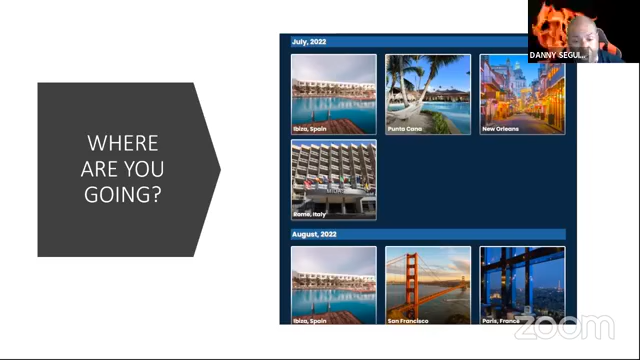 DANNY SEGUI...
WHERE
ARE YOU
GOING?
July, 2022
Ibiza, Spain
Punta Cana
New Orleans
Rome, Italy
August, 2022
Ibiza, Spain
San Francisco
Paris, France
zoom